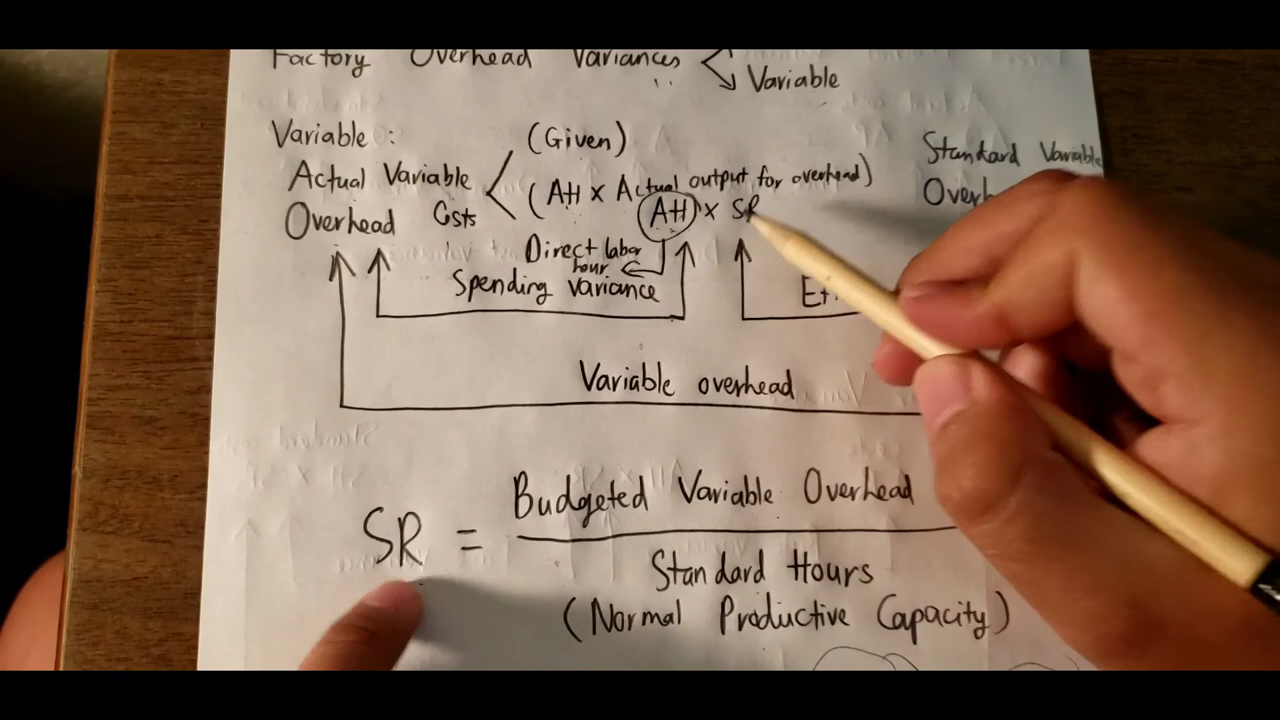 Factory Overhead Variances
Variable
Variable :
(Given)
Actual Variable
(AH x Actual output for overhead)
Standard Variable
Overhead Csts
AH x SR
Direct labor
hour
Spending variance
Variable overhead
SR = Budgeted Variable Overhead
Standard Hours
(Normal Productive Capacity)